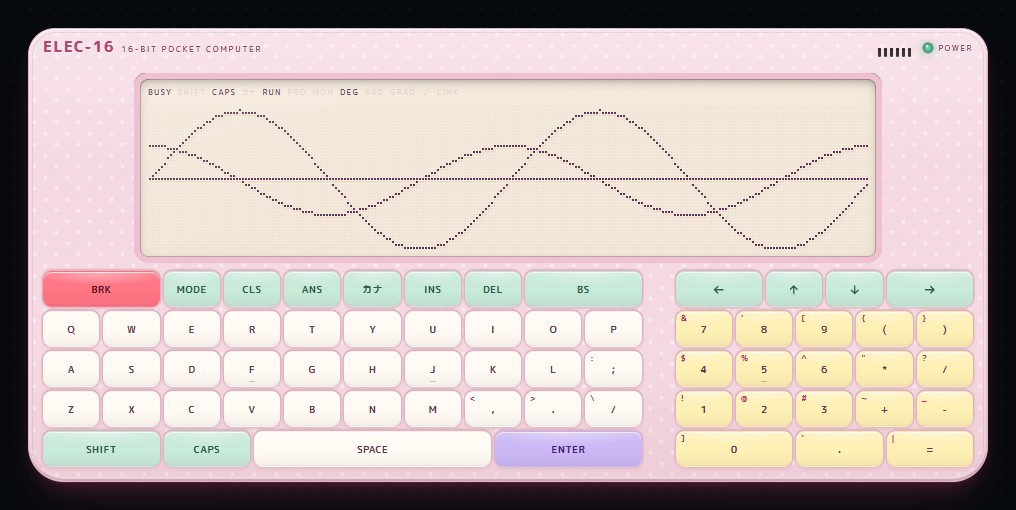 ELEC-16 16-BIT POCKET COMPUTER POWER
BUSY SHIFT CAPS カナ RUN PRO MON DEG RAD GRAD ♪ LINK
BRK MODE CLS ANS カナ INS DEL BS ← ↑ ↓ →
Q W E R T Y U I O P & 7 ' 8 [ 9 { ( } )
A S D F G H J K L : ; $ 4 % 5 ^ 6 " * ? /
Z X C V B N M < , > . \ / ! 1 @ 2 # 3 ~ + _ -
SHIFT CAPS SPACE ENTER ] 0 ` . | =